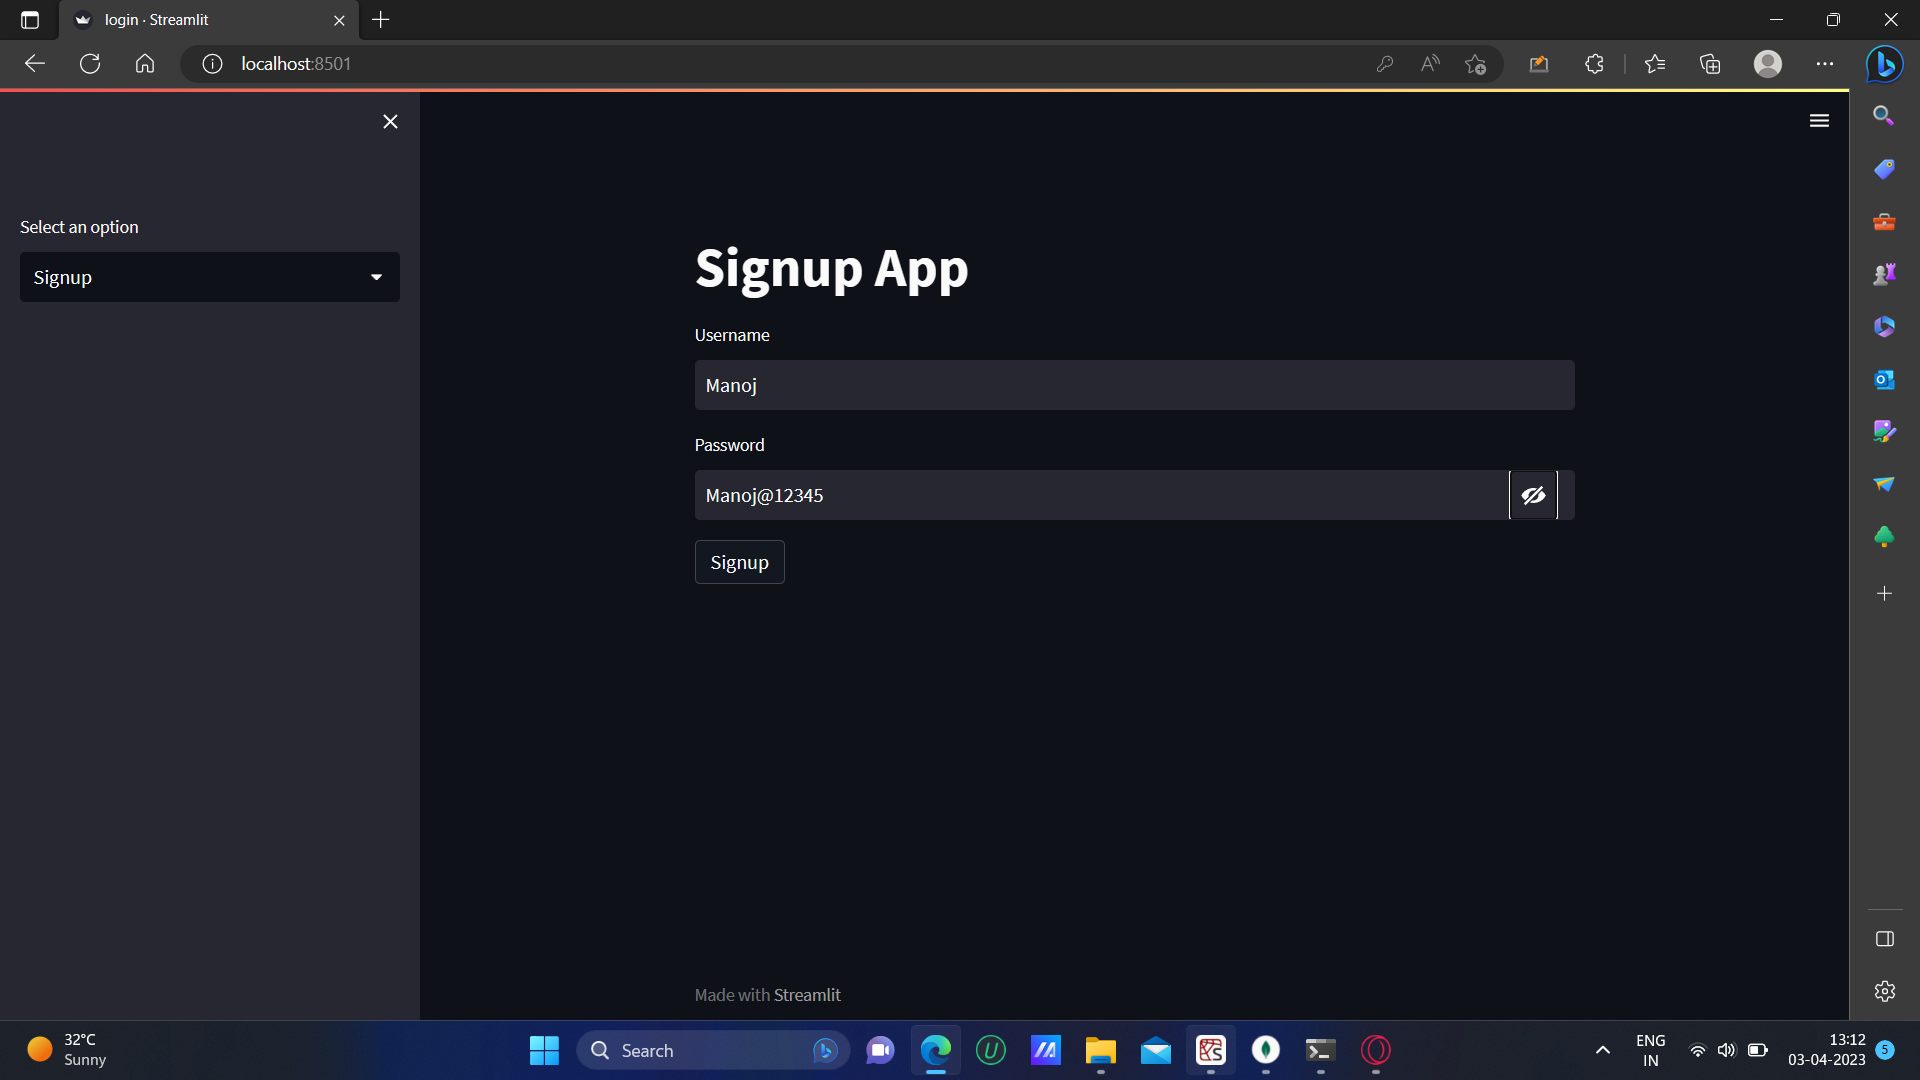 login · Streamlit
localhost:8501
Select an option
Signup
Signup App
Username
Manoj
Password
Manoj@12345
Signup
Made with Streamlit
32°C
Sunny
Search
ENG
IN
13:12
03-04-2023
5